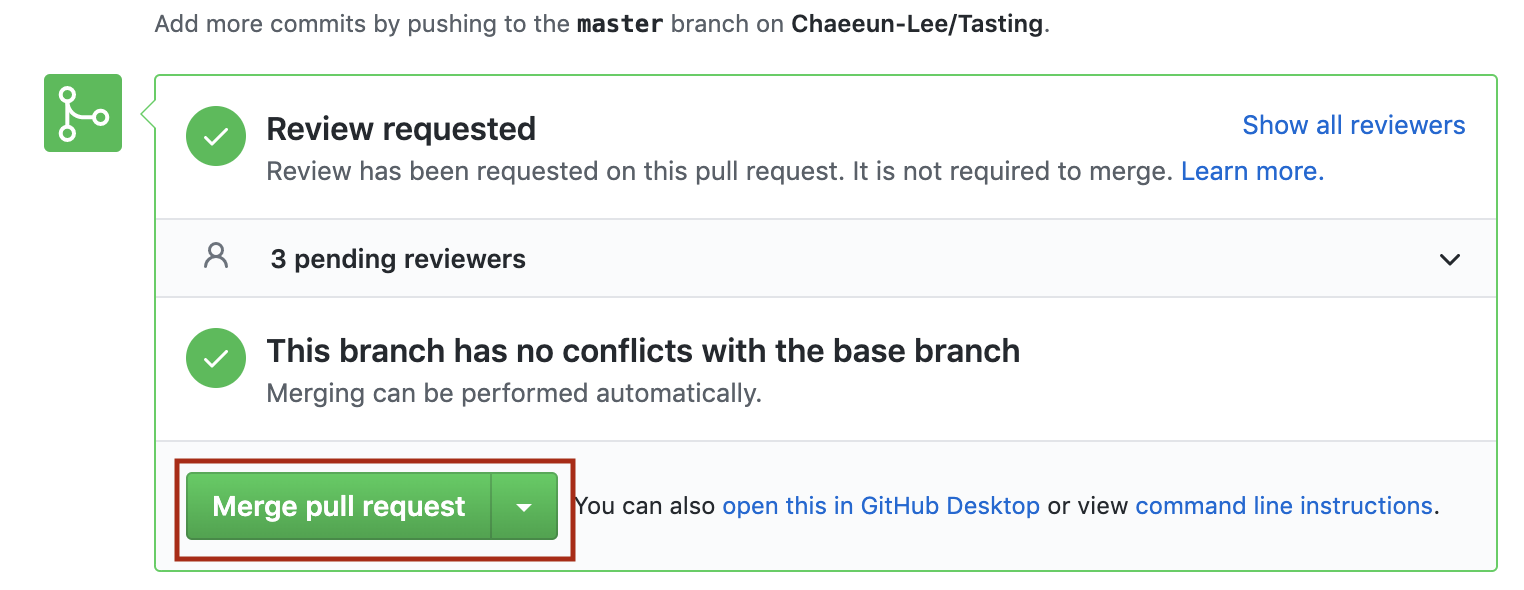 Add more commits by pushing to the master branch on Chaeeun-Lee/Tasting.
Review requested
Show all reviewers
Review has been requested on this pull request. It is not required to merge. Learn more.
3 pending reviewers
This branch has no conflicts with the base branch
Merging can be performed automatically.
Merge pull request
You can also open this in GitHub Desktop or view command line instructions.